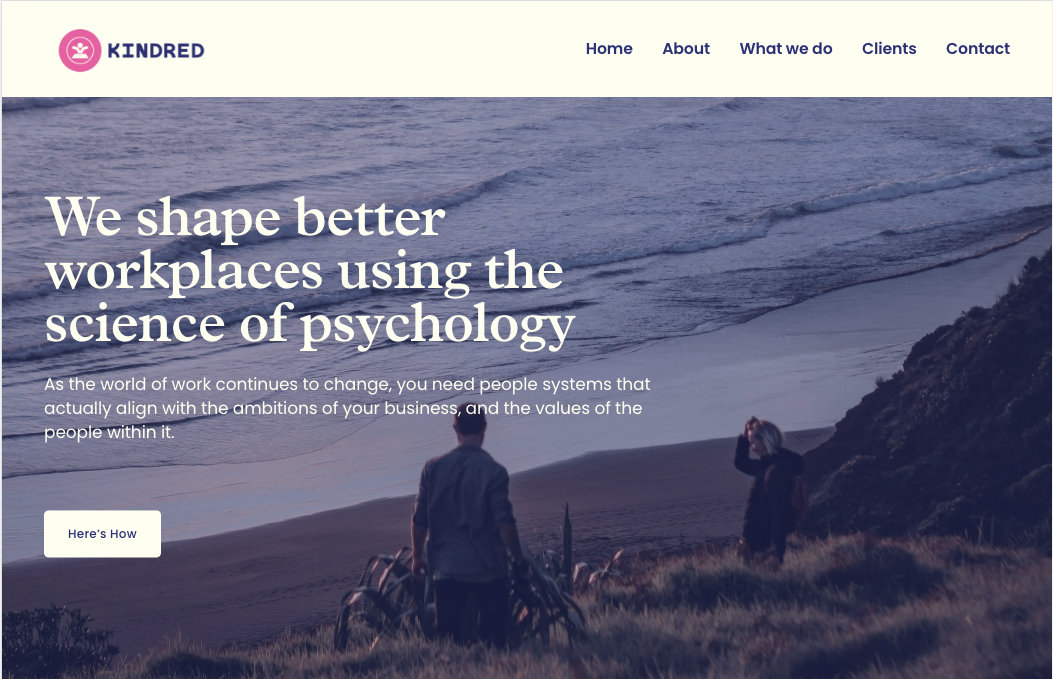 KINDRED
Home About What we do Clients Contact
We shape better
workplaces using the
science of psychology
As the world of work continues to change, you need people systems that
actually align with the ambitions of your business, and the values of the
people within it.
Here's How